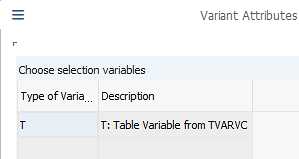 Variant Attributes
Choose selection variables
Type of Varia... Description
T T: Table Variable from TVARVC